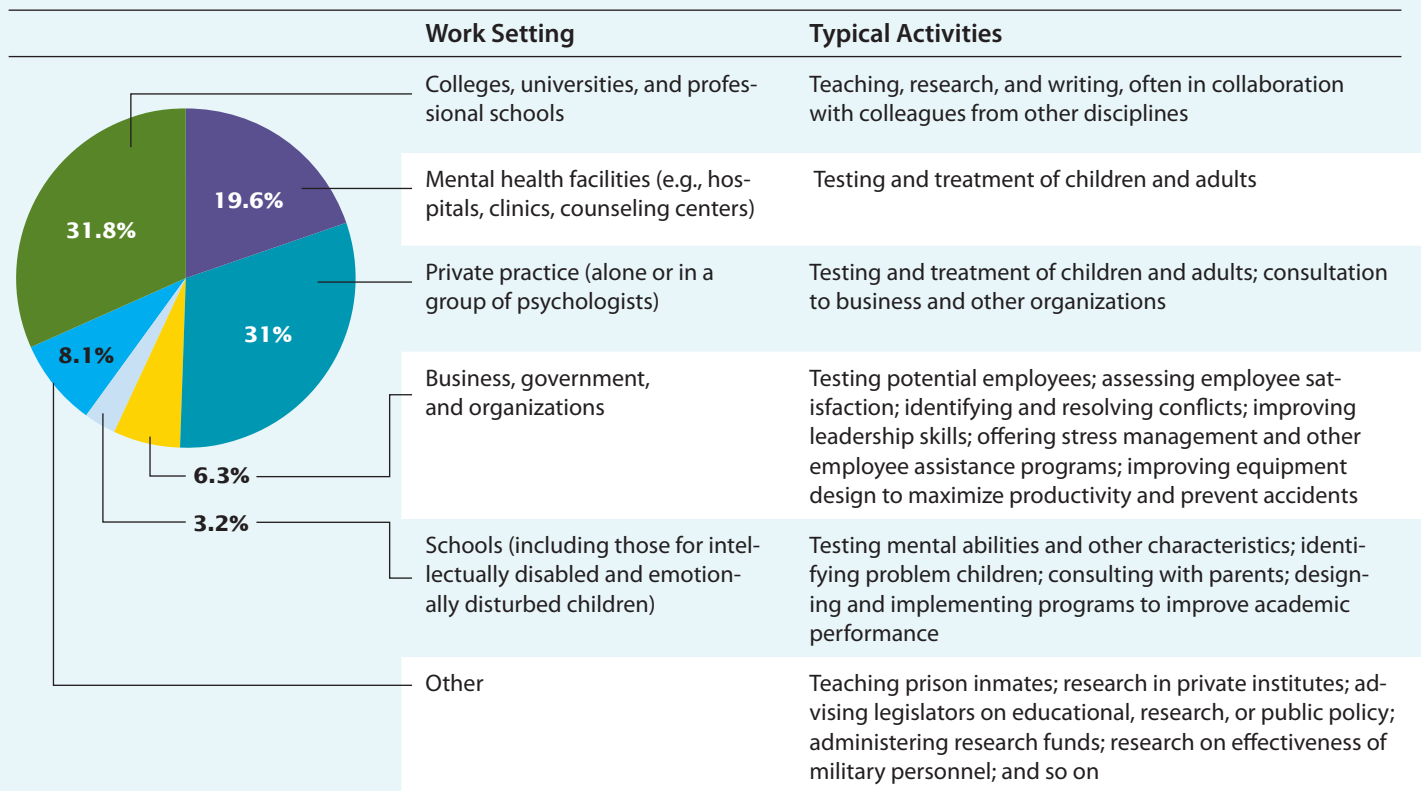 Work Setting
Typical Activities
Colleges, universities, and profes-
sional schools
Teaching, research, and writing, often in collaboration
with colleagues from other disciplines
Mental health facilities (e.g., hos-
pitals, clinics, counseling centers)
Testing and treatment of children and adults
Private practice (alone or in a
group of psychologists)
Testing and treatment of children and adults; consultation
to business and other organizations
Business, government,
and organizations
Testing potential employees; assessing employee sat-
isfaction; identifying and resolving conflicts; improving
leadership skills; offering stress management and other
employee assistance programs; improving equipment
design to maximize productivity and prevent accidents
Schools (including those for intel-
lectually disabled and emotion-
ally disturbed children)
Testing mental abilities and other characteristics; identi-
fying problem children; consulting with parents; design-
ing and implementing programs to improve academic
performance
Other
Teaching prison inmates; research in private institutes; ad-
vising legislators on educational, research, or public policy;
administering research funds; research on effectiveness of
military personnel; and so on
19.6%
31.8%
31%
8.1%
6.3%
3.2%